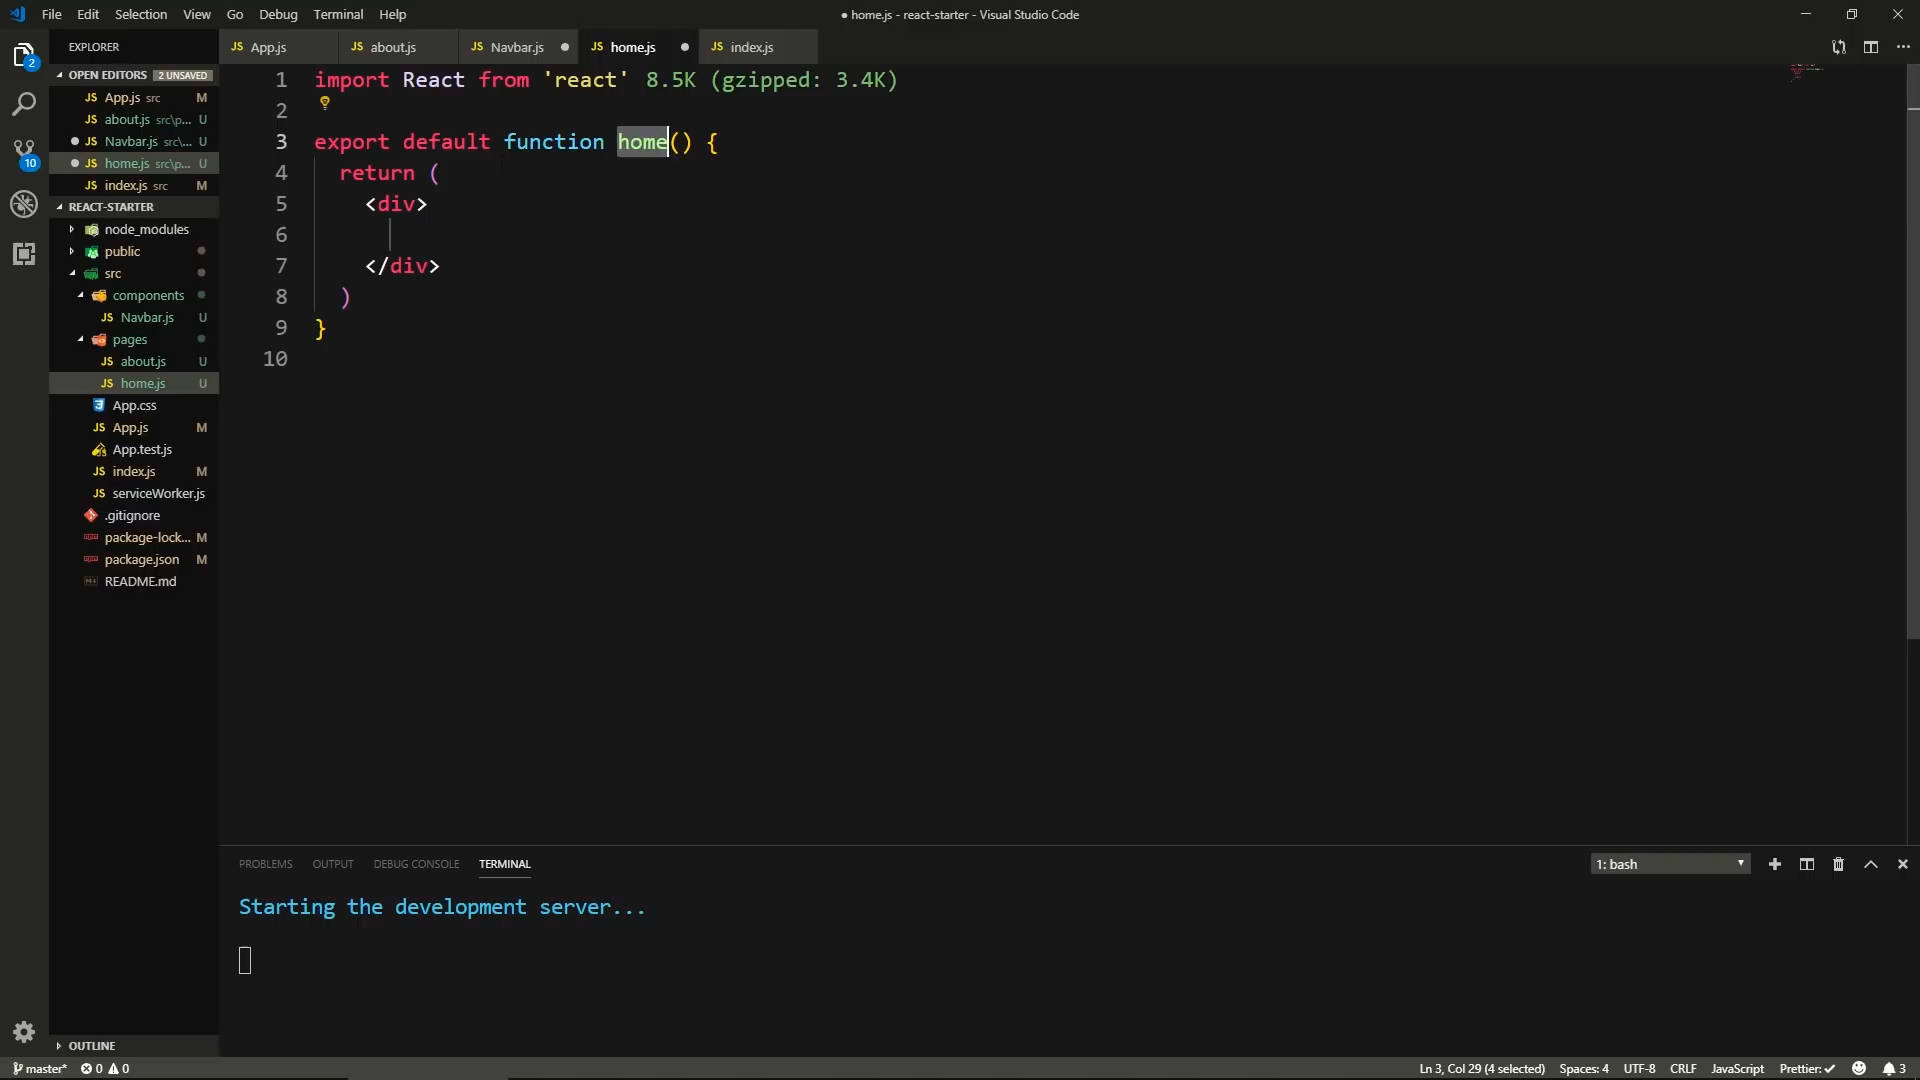 File Edit Selection View Go Debug Terminal Help
● home.js - react-starter - Visual Studio Code
EXPLORER
JS App.js
JS about.js
JS Navbar.js
JS home.js
JS index.js
2
10
OPEN EDITORS 2 UNSAVED
JS App.js src M
JS about.js src\p... U
JS Navbar.js src\... U
JS home.js src\p... U
JS index.js src M
REACT-STARTER
node_modules
public
src
components
JS Navbar.js U
pages
JS about.js U
JS home.js U
App.css
JS App.js M
App.test.js
JS index.js M
JS serviceWorker.js
.gitignore
package-lock... M
package.json M
README.md
OUTLINE
1 import React from 'react' 8.5K (gzipped: 3.4K)
2
3 export default function home() {
4 return (
5 <div>
6
7 </div>
8 )
9 }
10
PROBLEMS OUTPUT DEBUG CONSOLE TERMINAL
1: bash
Starting the development server...
master* 0 0
Ln 3, Col 29 (4 selected) Spaces: 4 UTF-8 CRLF JavaScript Prettier: ✓ 3